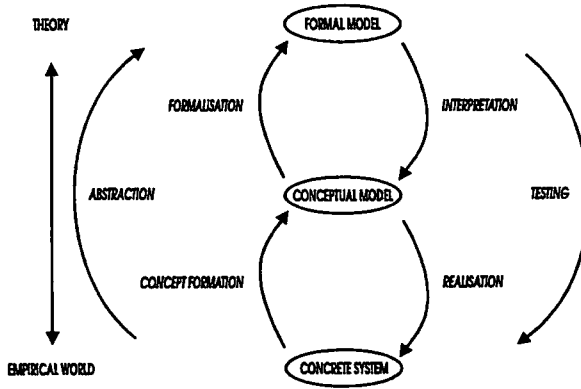 THEORY
FORMAL MODEL
FORMALISATION
INTERPRETATION
ABSTRACTION
CONCEPTUAL MODEL
TESTING
CONCEPT FORMATION
REALISATION
EMPIRICAL WORLD
CONCRETE SYSTEM